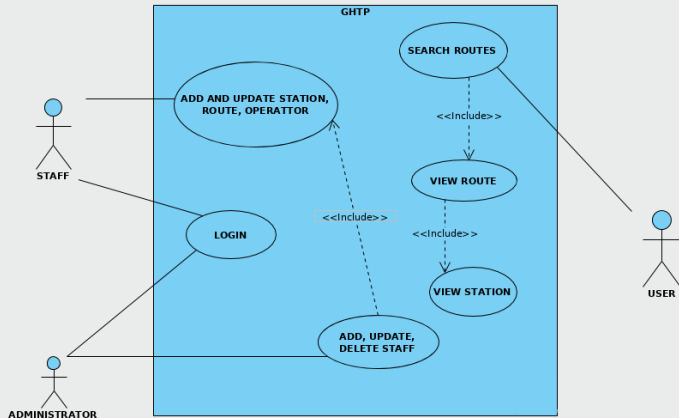 GHTP
SEARCH ROUTES
ADD AND UPDATE STATION,
ROUTE, OPERATTOR
<<Include>>
STAFF
VIEW ROUTE
<<Include>>
LOGIN
<<Include>>
VIEW STATION
USER
ADD, UPDATE,
DELETE STAFF
ADMINISTRATOR